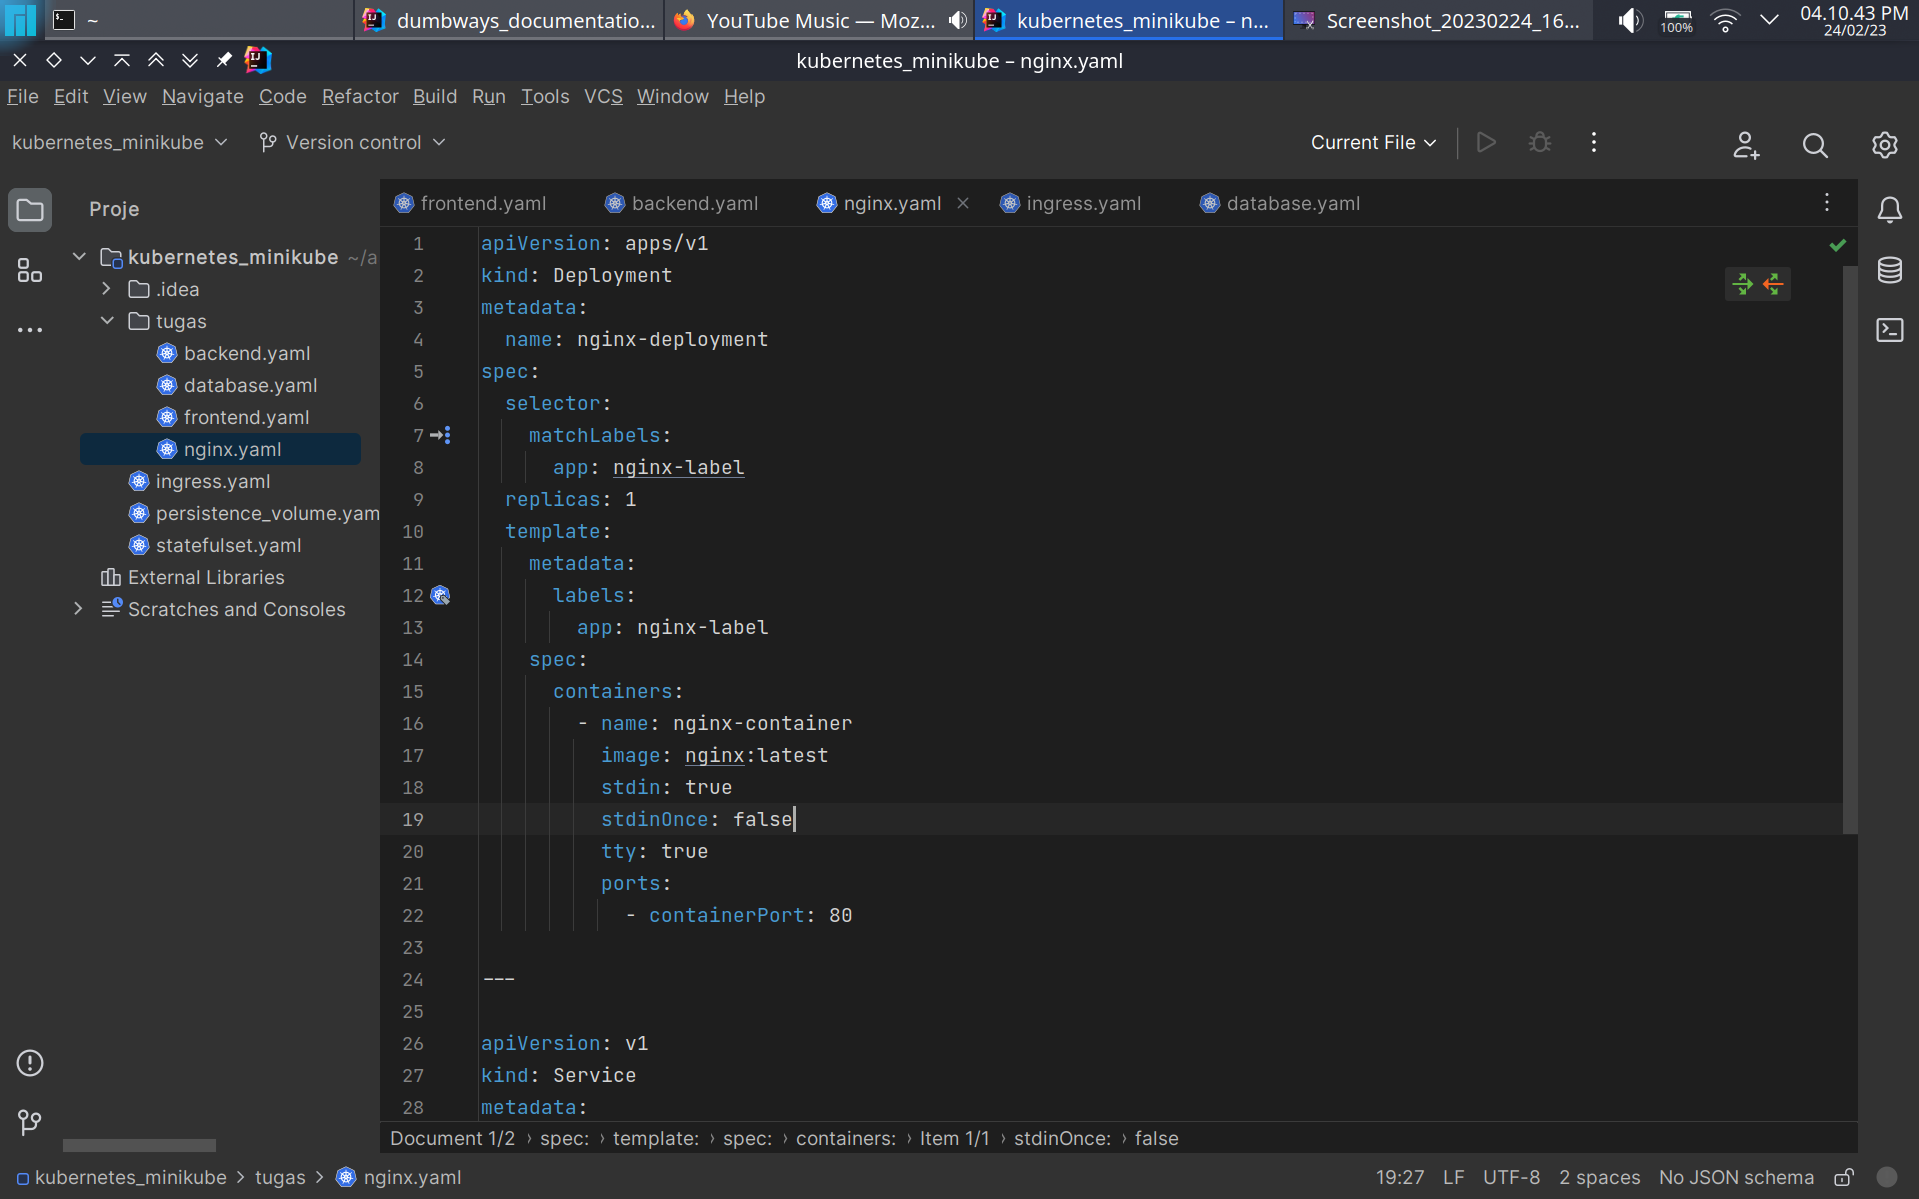 ~
dumbways_documentatio...
YouTube Music — Moz...
kubernetes_minikube – n...
Screenshot_20230224_16...
100%
04.10.43 PM
24/02/23
kubernetes_minikube – nginx.yaml
File Edit View Navigate Code Refactor Build Run Tools VCS Window Help
kubernetes_minikube
Version control
Current File
Proje
frontend.yaml
backend.yaml
nginx.yaml
ingress.yaml
database.yaml
kubernetes_minikube ~/a
.idea
tugas
backend.yaml
database.yaml
frontend.yaml
nginx.yaml
ingress.yaml
persistence_volume.yam
statefulset.yaml
External Libraries
Scratches and Consoles
1 apiVersion: apps/v1
2 kind: Deployment
3 metadata:
4   name: nginx-deployment
5 spec:
6   selector:
7     matchLabels:
8       app: nginx-label
9   replicas: 1
10   template:
11     metadata:
12       labels:
13         app: nginx-label
14     spec:
15       containers:
16         - name: nginx-container
17           image: nginx:latest
18           stdin: true
19           stdinOnce: false
20           tty: true
21           ports:
22             - containerPort: 80
23
24 ---
25
26 apiVersion: v1
27 kind: Service
28 metadata:
Document 1/2 › spec: › template: › spec: › containers: › Item 1/1 › stdinOnce: › false
kubernetes_minikube > tugas > nginx.yaml
19:27 LF UTF-8 2 spaces No JSON schema